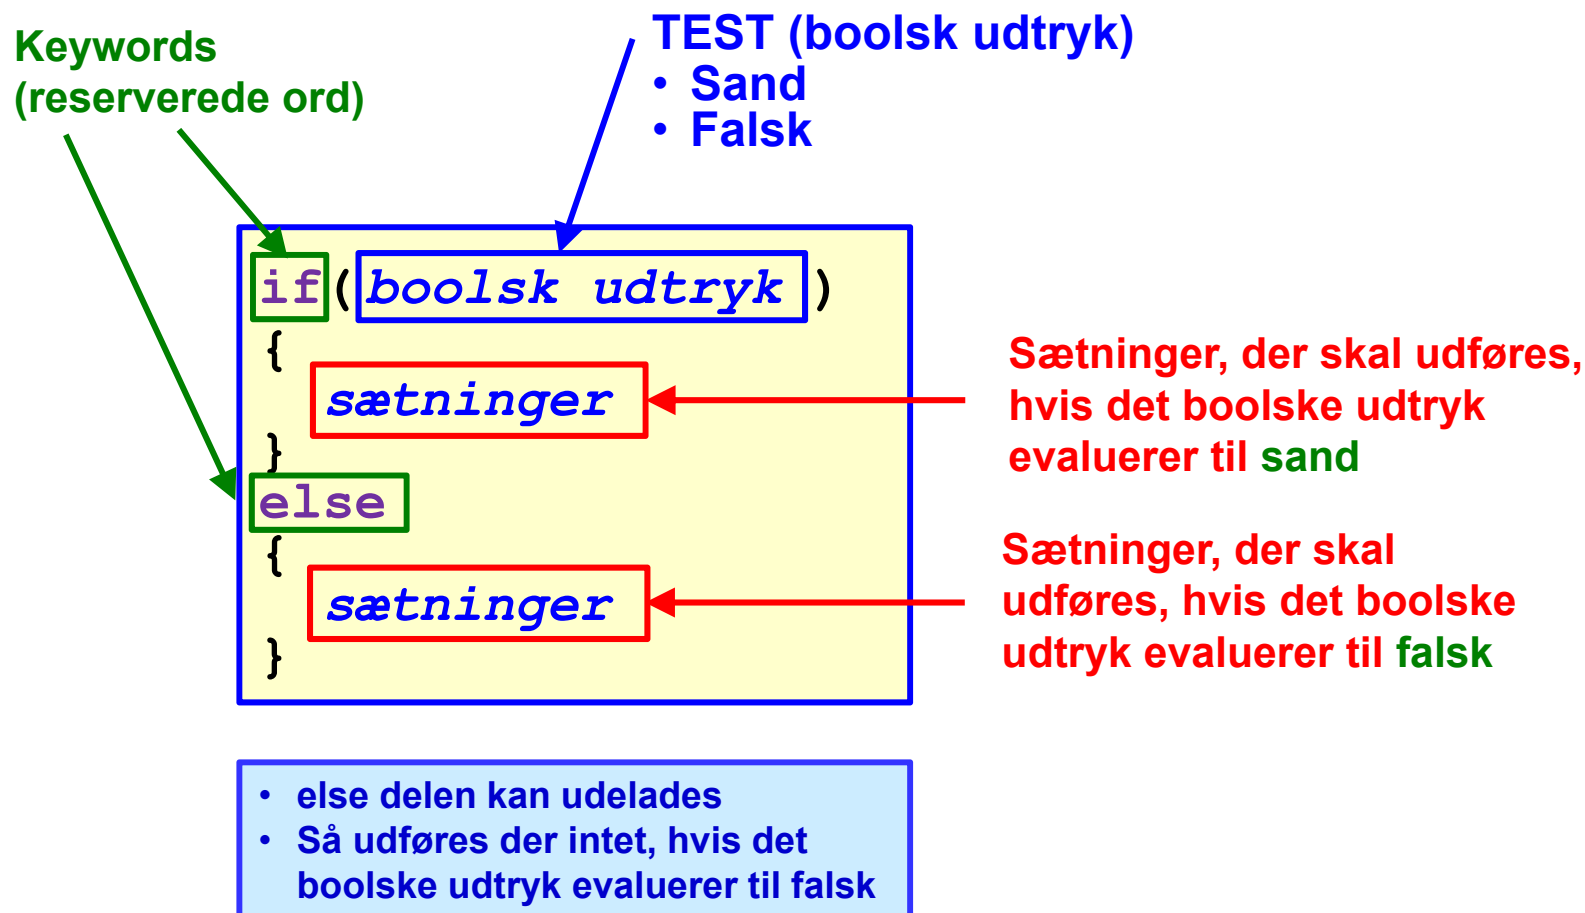 Keywords
(reserverede ord)
TEST (boolsk udtryk)
• Sand
• Falsk
if(boolsk udtryk)
{
sætninger
}
else
{
sætninger
}
Sætninger, der skal udføres,
hvis det boolske udtryk
evaluerer til sand
Sætninger, der skal
udføres, hvis det boolske
udtryk evaluerer til falsk
• else delen kan udelades
• Så udføres der intet, hvis det
boolske udtryk evaluerer til falsk